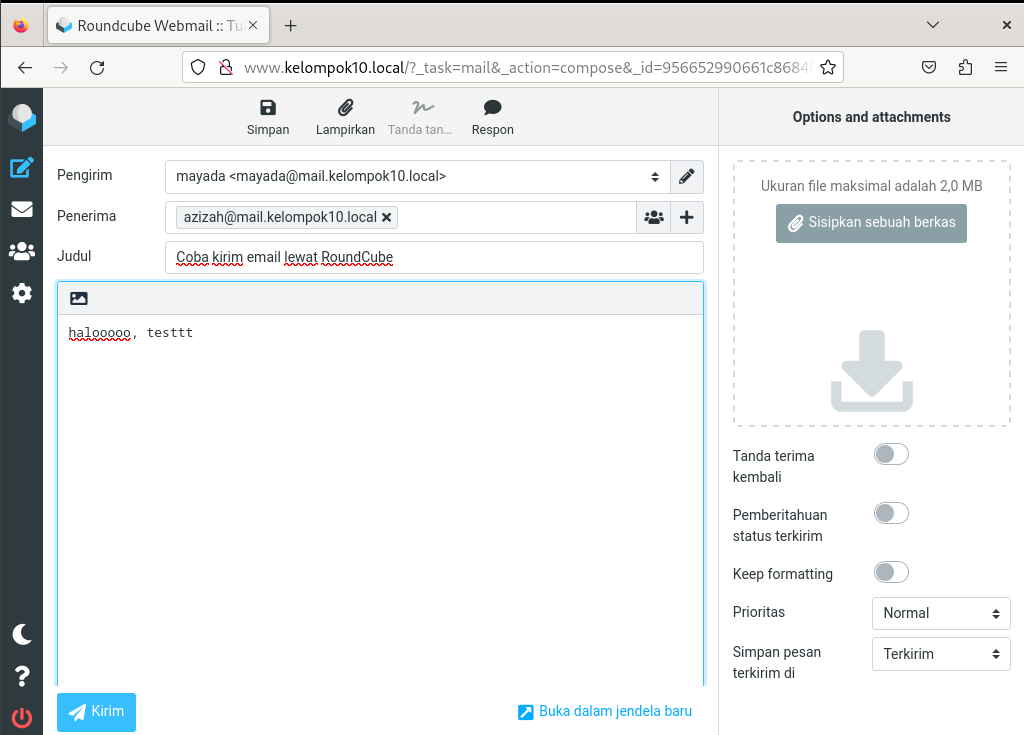 Roundcube Webmail :: Tu
www.kelompok10.local/?_task=mail&_action=compose&_id=956652990661c8684
Simpan
Lampirkan
Tanda tan...
Respon
Options and attachments
Pengirim
mayada <mayada@mail.kelompok10.local>
Penerima
azizah@mail.kelompok10.local
Judul
Coba kirim email lewat RoundCube
halooooo, testtt
Ukuran file maksimal adalah 2,0 MB
Sisipkan sebuah berkas
Tanda terima
kembali
Pemberitahuan
status terkirim
Keep formatting
Prioritas
Normal
Simpan pesan
terkirim di
Terkirim
Kirim
Buka dalam jendela baru